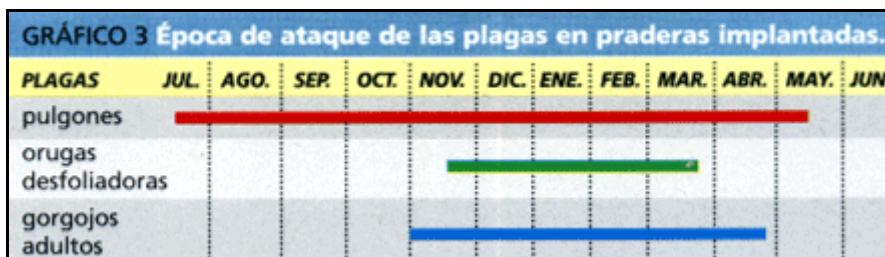 GRÁFICO 3 Época de ataque de las plagas en praderas implantadas.
PLAGAS JUL. AGO. SEP. OCT. NOV. DIC. ENE. FEB. MAR. ABR. MAY. JUN
pulgones
orugas
desfoliadoras
gorgojos
adultos